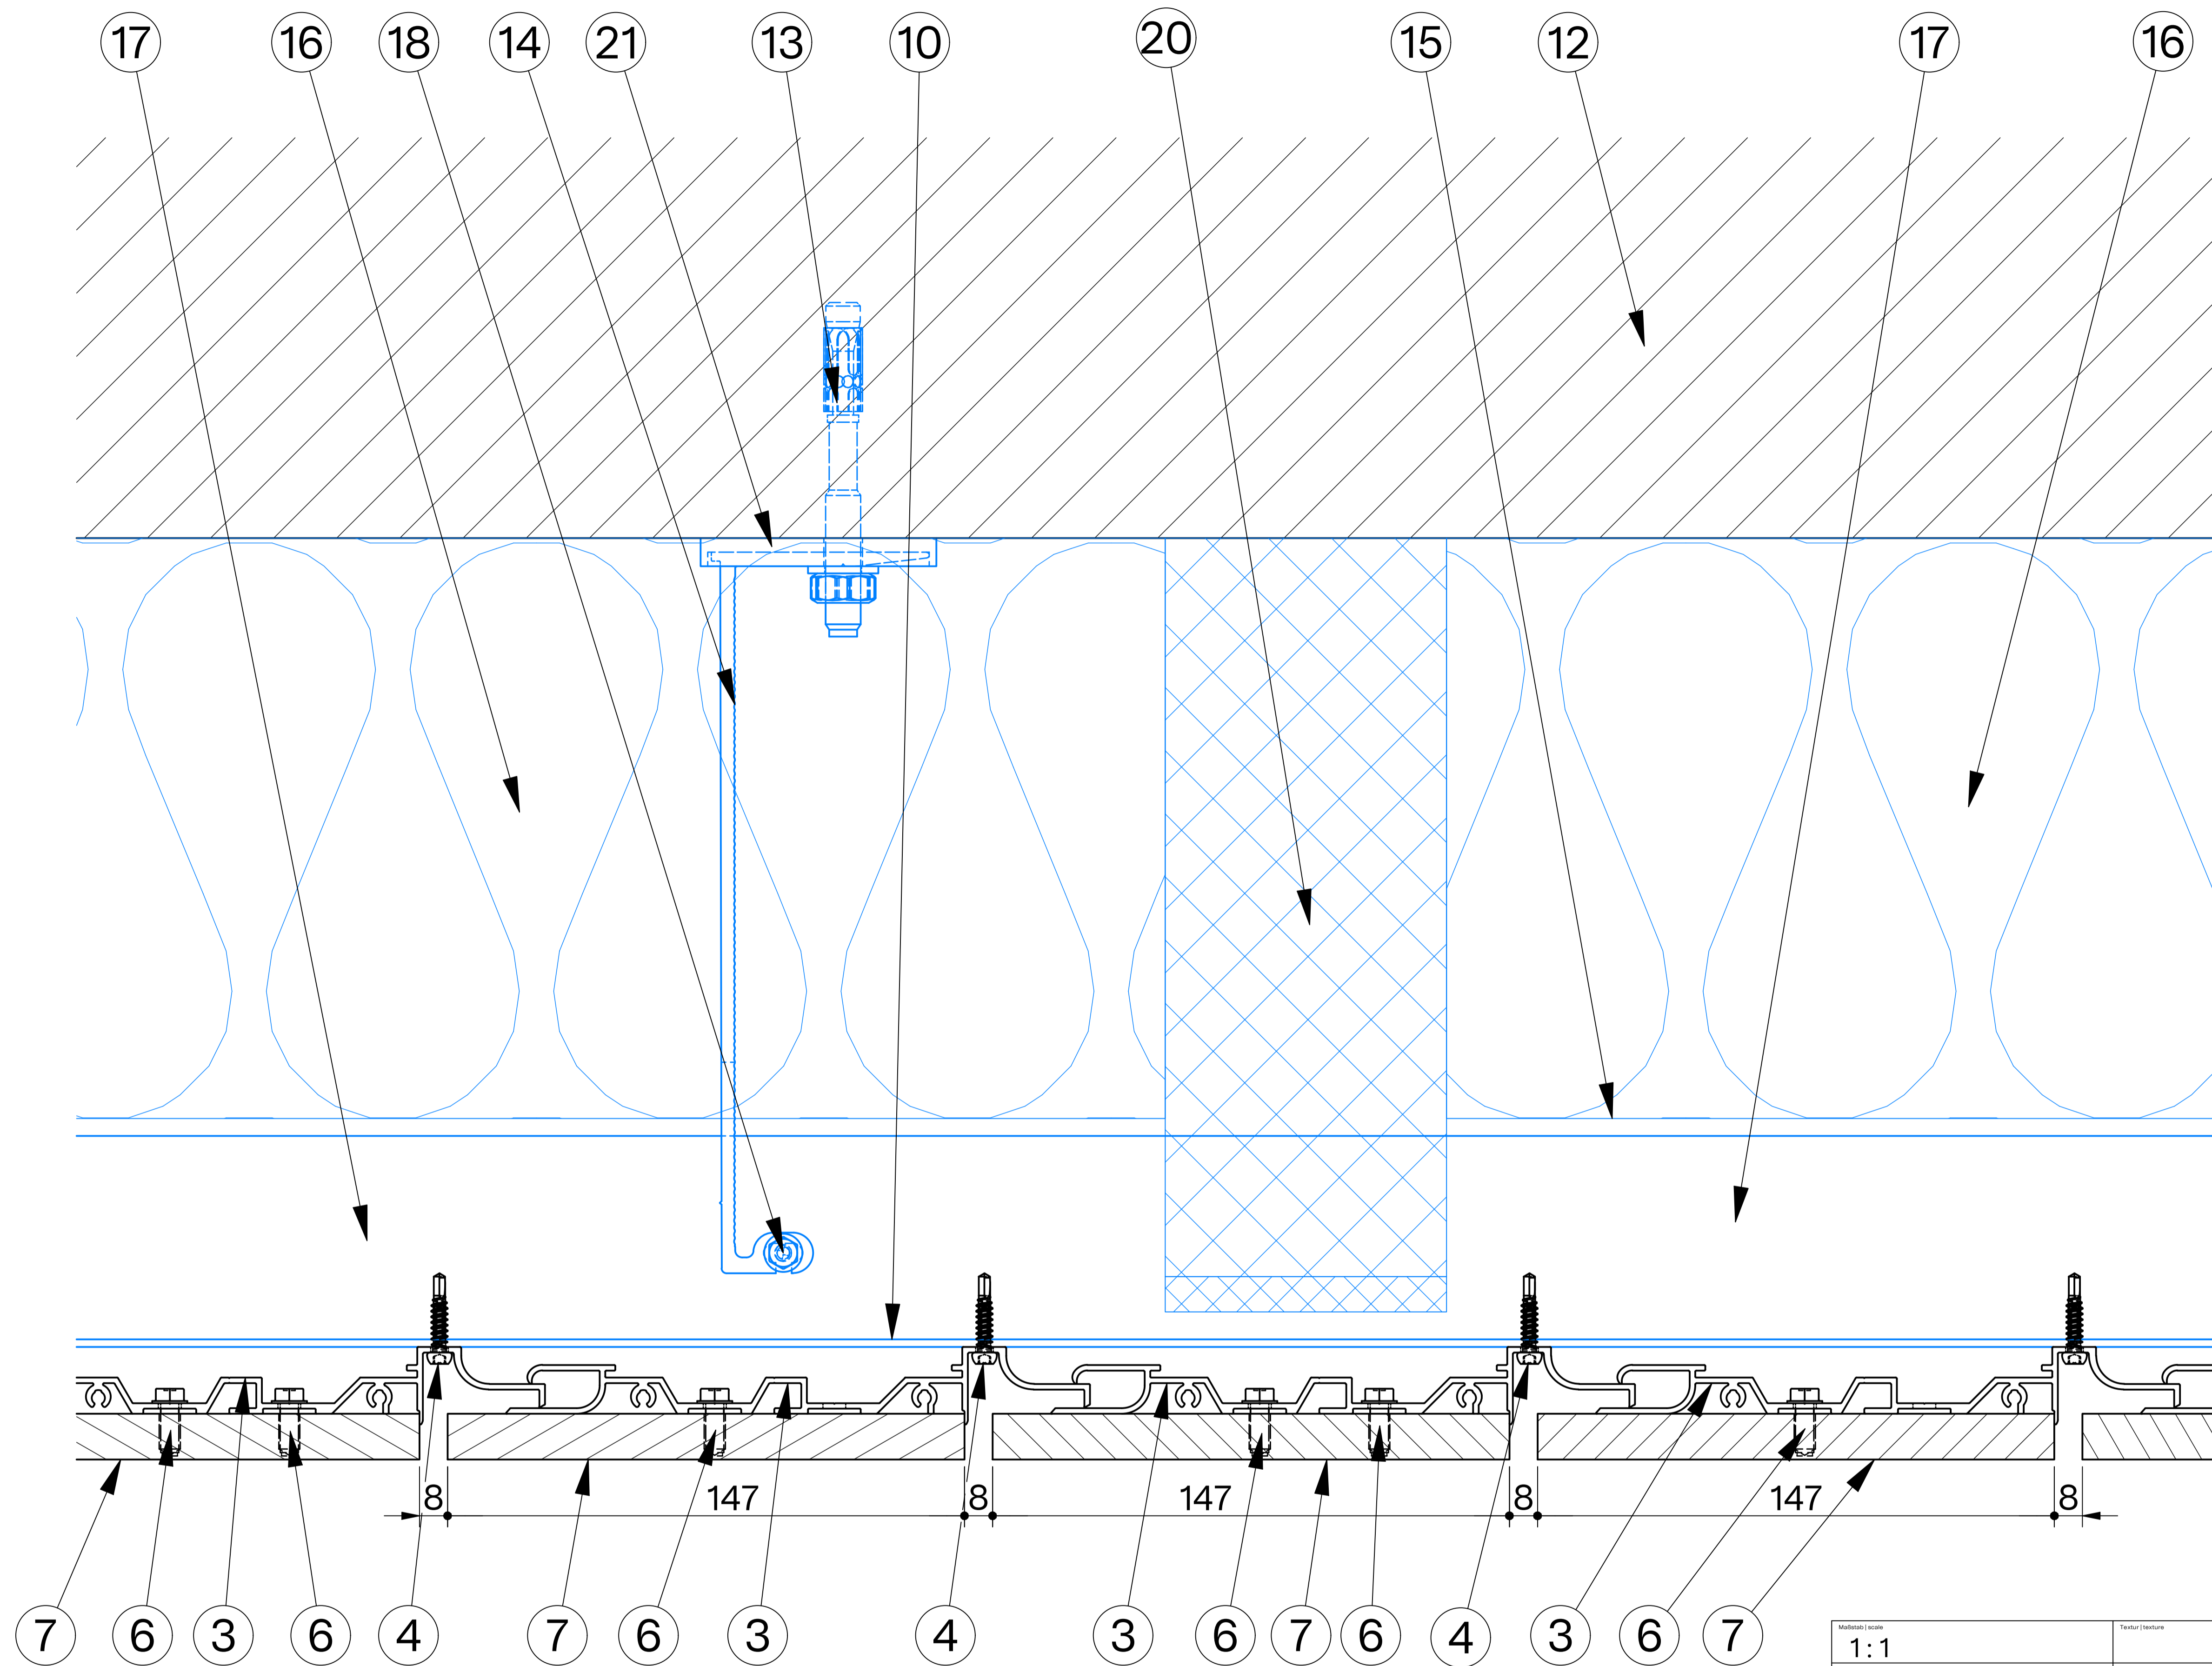 17 16 18 14 21 13 10 20 15 12 17 16
8 147 8 147 8 147 8
7 6 3 6 4 7 6 3 4 3 6 7 6 4 3 6 7
Maßstab | scale Textur | texture
1:1